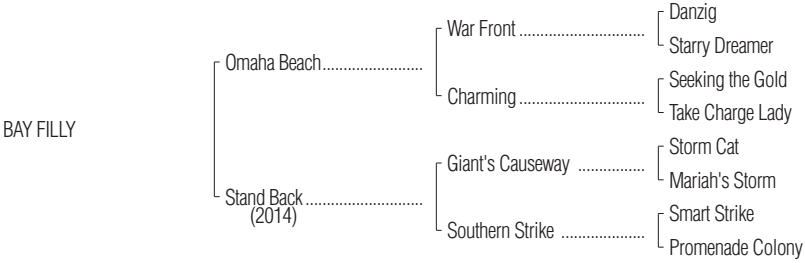 BAY FILLY
Omaha Beach
Stand Back
(2014)
War Front
Charming
Giant's Causeway
Southern Strike
Danzig
Starry Dreamer
Seeking the Gold
Take Charge Lady
Storm Cat
Mariah's Storm
Smart Strike
Promenade Colony